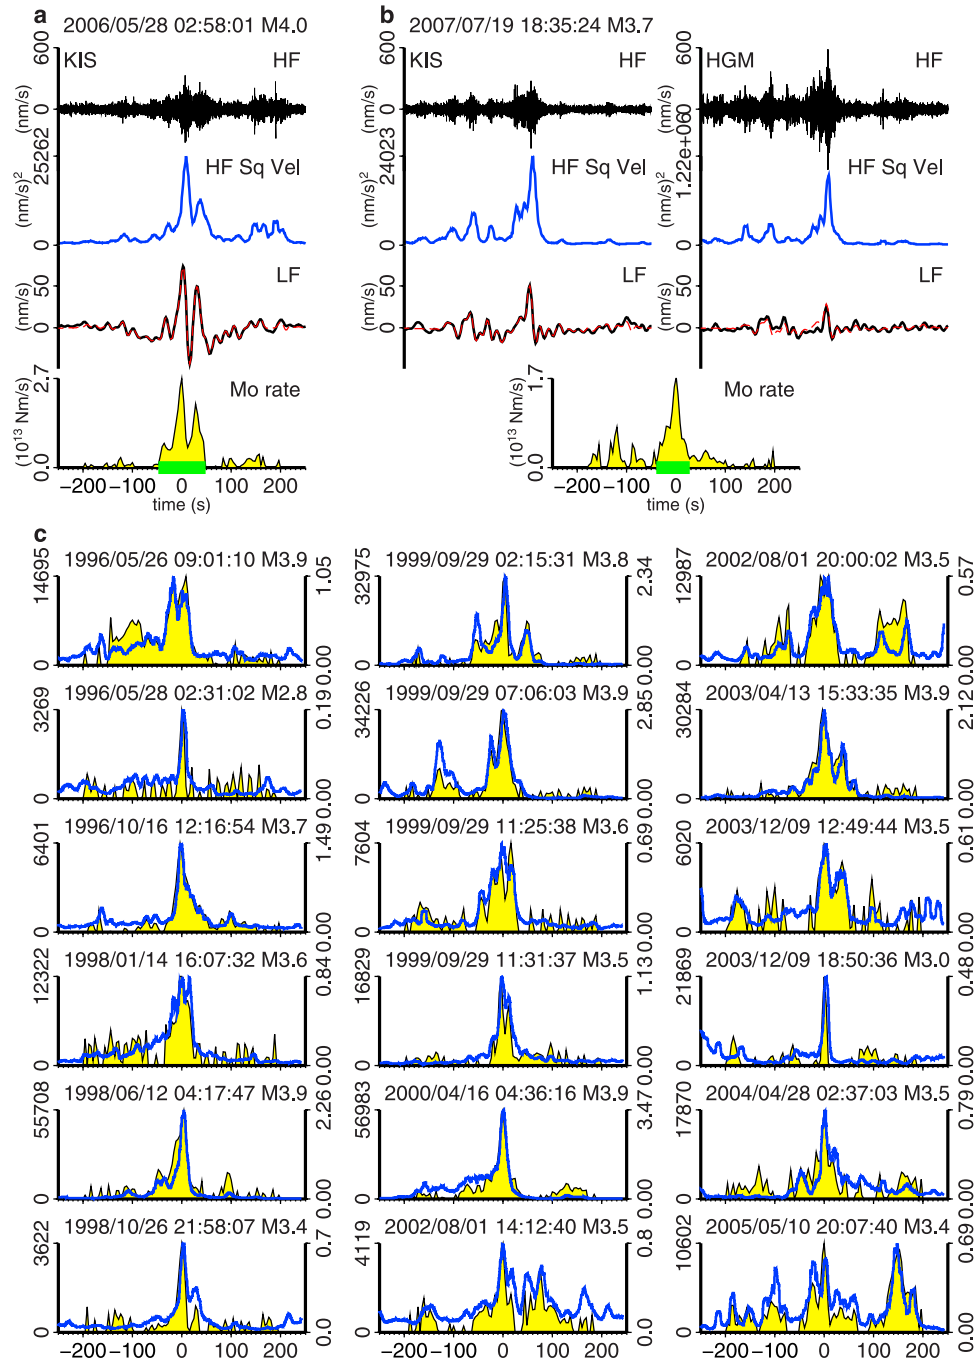 a
2006/05/28 02:58:01 M4.0
b
2007/07/19 18:35:24 M3.7
KIS
HF
600
0
(nm/s)
HF Sq Vel
25262
0
(nm/s)²
LF
50
0
(nm/s)
Mo rate
2.7
0.0
(10¹³ Nm/s)
−200 −100 0 100 200
time (s)
KIS
HF
600
0
(nm/s)
HF Sq Vel
24023
0
(nm/s)²
LF
50
0
(nm/s)
HGM
HF
600
0
(nm/s)
HF Sq Vel
1.22e+06
0
(nm/s)²
LF
50
0
(nm/s)
Mo rate
1.7
0.0
(10¹³ Nm/s)
−200 −100 0 100 200
time (s)
c
1996/05/26 09:01:10 M3.9
14695
0
1.05
0.00
1999/09/29 02:15:31 M3.8
32975
0
2.34
0.00
2002/08/01 20:00:02 M3.5
12987
0
0.57
0.00
1996/05/28 02:31:02 M2.8
3269
0
0.19
0.00
1999/09/29 07:06:03 M3.9
34226
0
2.85
0.00
2003/04/13 15:33:35 M3.9
30284
0
2.12
0.00
1996/10/16 12:16:54 M3.7
6401
0
1.49
0.00
1999/09/29 11:25:38 M3.6
7604
0
0.69
0.00
2003/12/09 12:49:44 M3.5
6020
0
0.61
0.00
1998/01/14 16:07:32 M3.6
12322
0
0.84
0.00
1999/09/29 11:31:37 M3.5
16829
0
1.13
0.00
2003/12/09 18:50:36 M3.0
21869
0
0.48
0.00
1998/06/12 04:17:47 M3.9
55708
0
2.26
0.00
2000/04/16 04:36:16 M3.9
56983
0
3.47
0.00
2004/04/28 02:37:03 M3.5
17870
0
0.79
0.00
1998/10/26 21:58:07 M3.4
3622
0
0.7
0.0
2002/08/01 14:12:40 M3.5
4119
0
0.8
0.0
2005/05/10 20:07:40 M3.4
10602
0
0.69
0.00
−200 −100 0 100 200
−200 −100 0 100 200
−200 −100 0 100 200